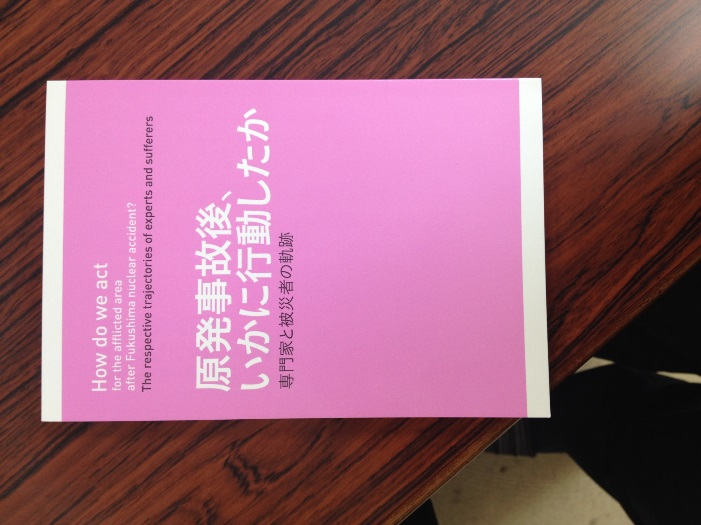 How do we act
for the afflicted area
after Fukushima nuclear accident?
The respective trajectories of experts and sufferers
原発事故後、
いかに行動したか
専門家と被災者の軌跡